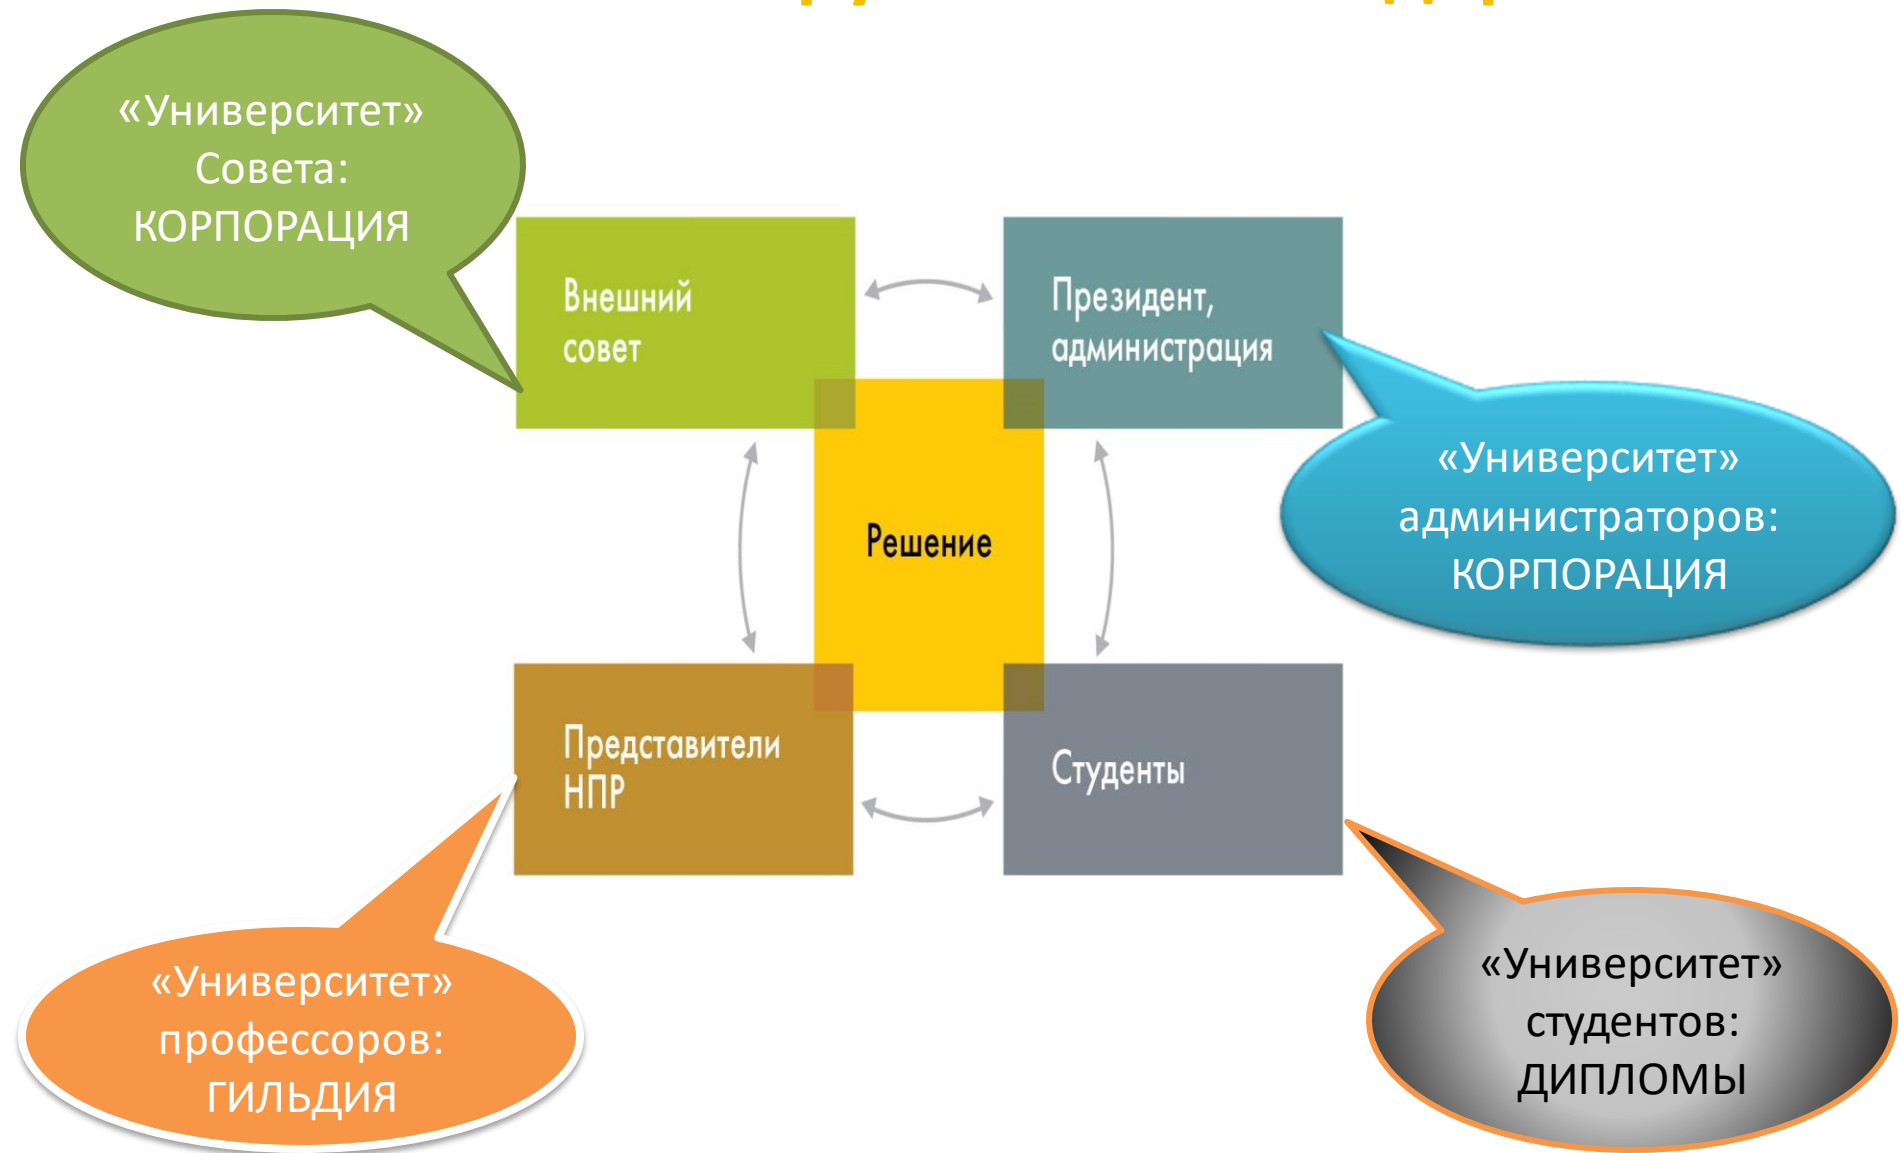 «Университет»
Совета:
КОРПОРАЦИЯ
Внешний
совет
Президент,
администрация
«Университет»
администраторов:
КОРПОРАЦИЯ
Решение
Представители
НПР
Студенты
«Университет»
профессоров:
ГИЛЬДИЯ
«Университет»
студентов:
ДИПЛОМЫ